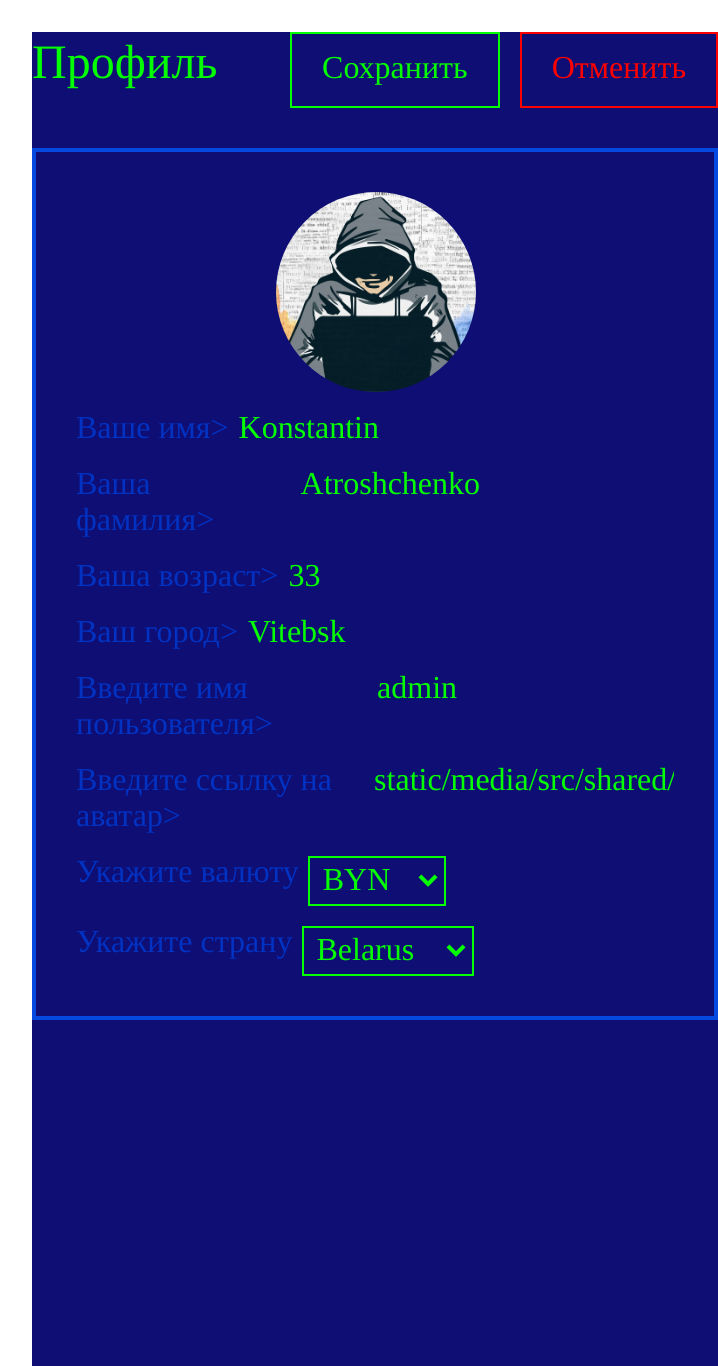 Профиль
Сохранить
Отменить
Ваше имя> Konstantin
Ваша Atroshchenko
фамилия>
Ваша возраст> 33
Ваш город> Vitebsk
Введите имя admin
пользователя>
Введите ссылку на static/media/src/shared/
аватар>
Укажите валюту BYN
Укажите страну Belarus